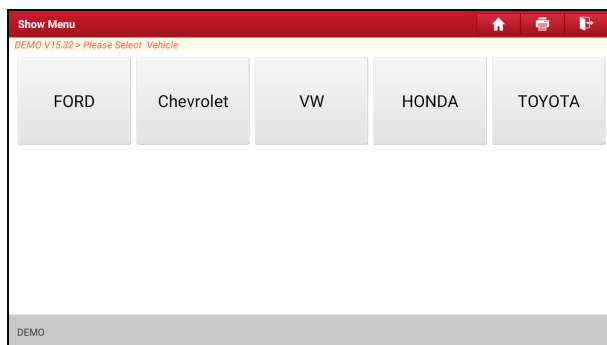 Show Menu
DEMO V15.32 > Please Select Vehicle
FORD Chevrolet VW HONDA TOYOTA
DEMO